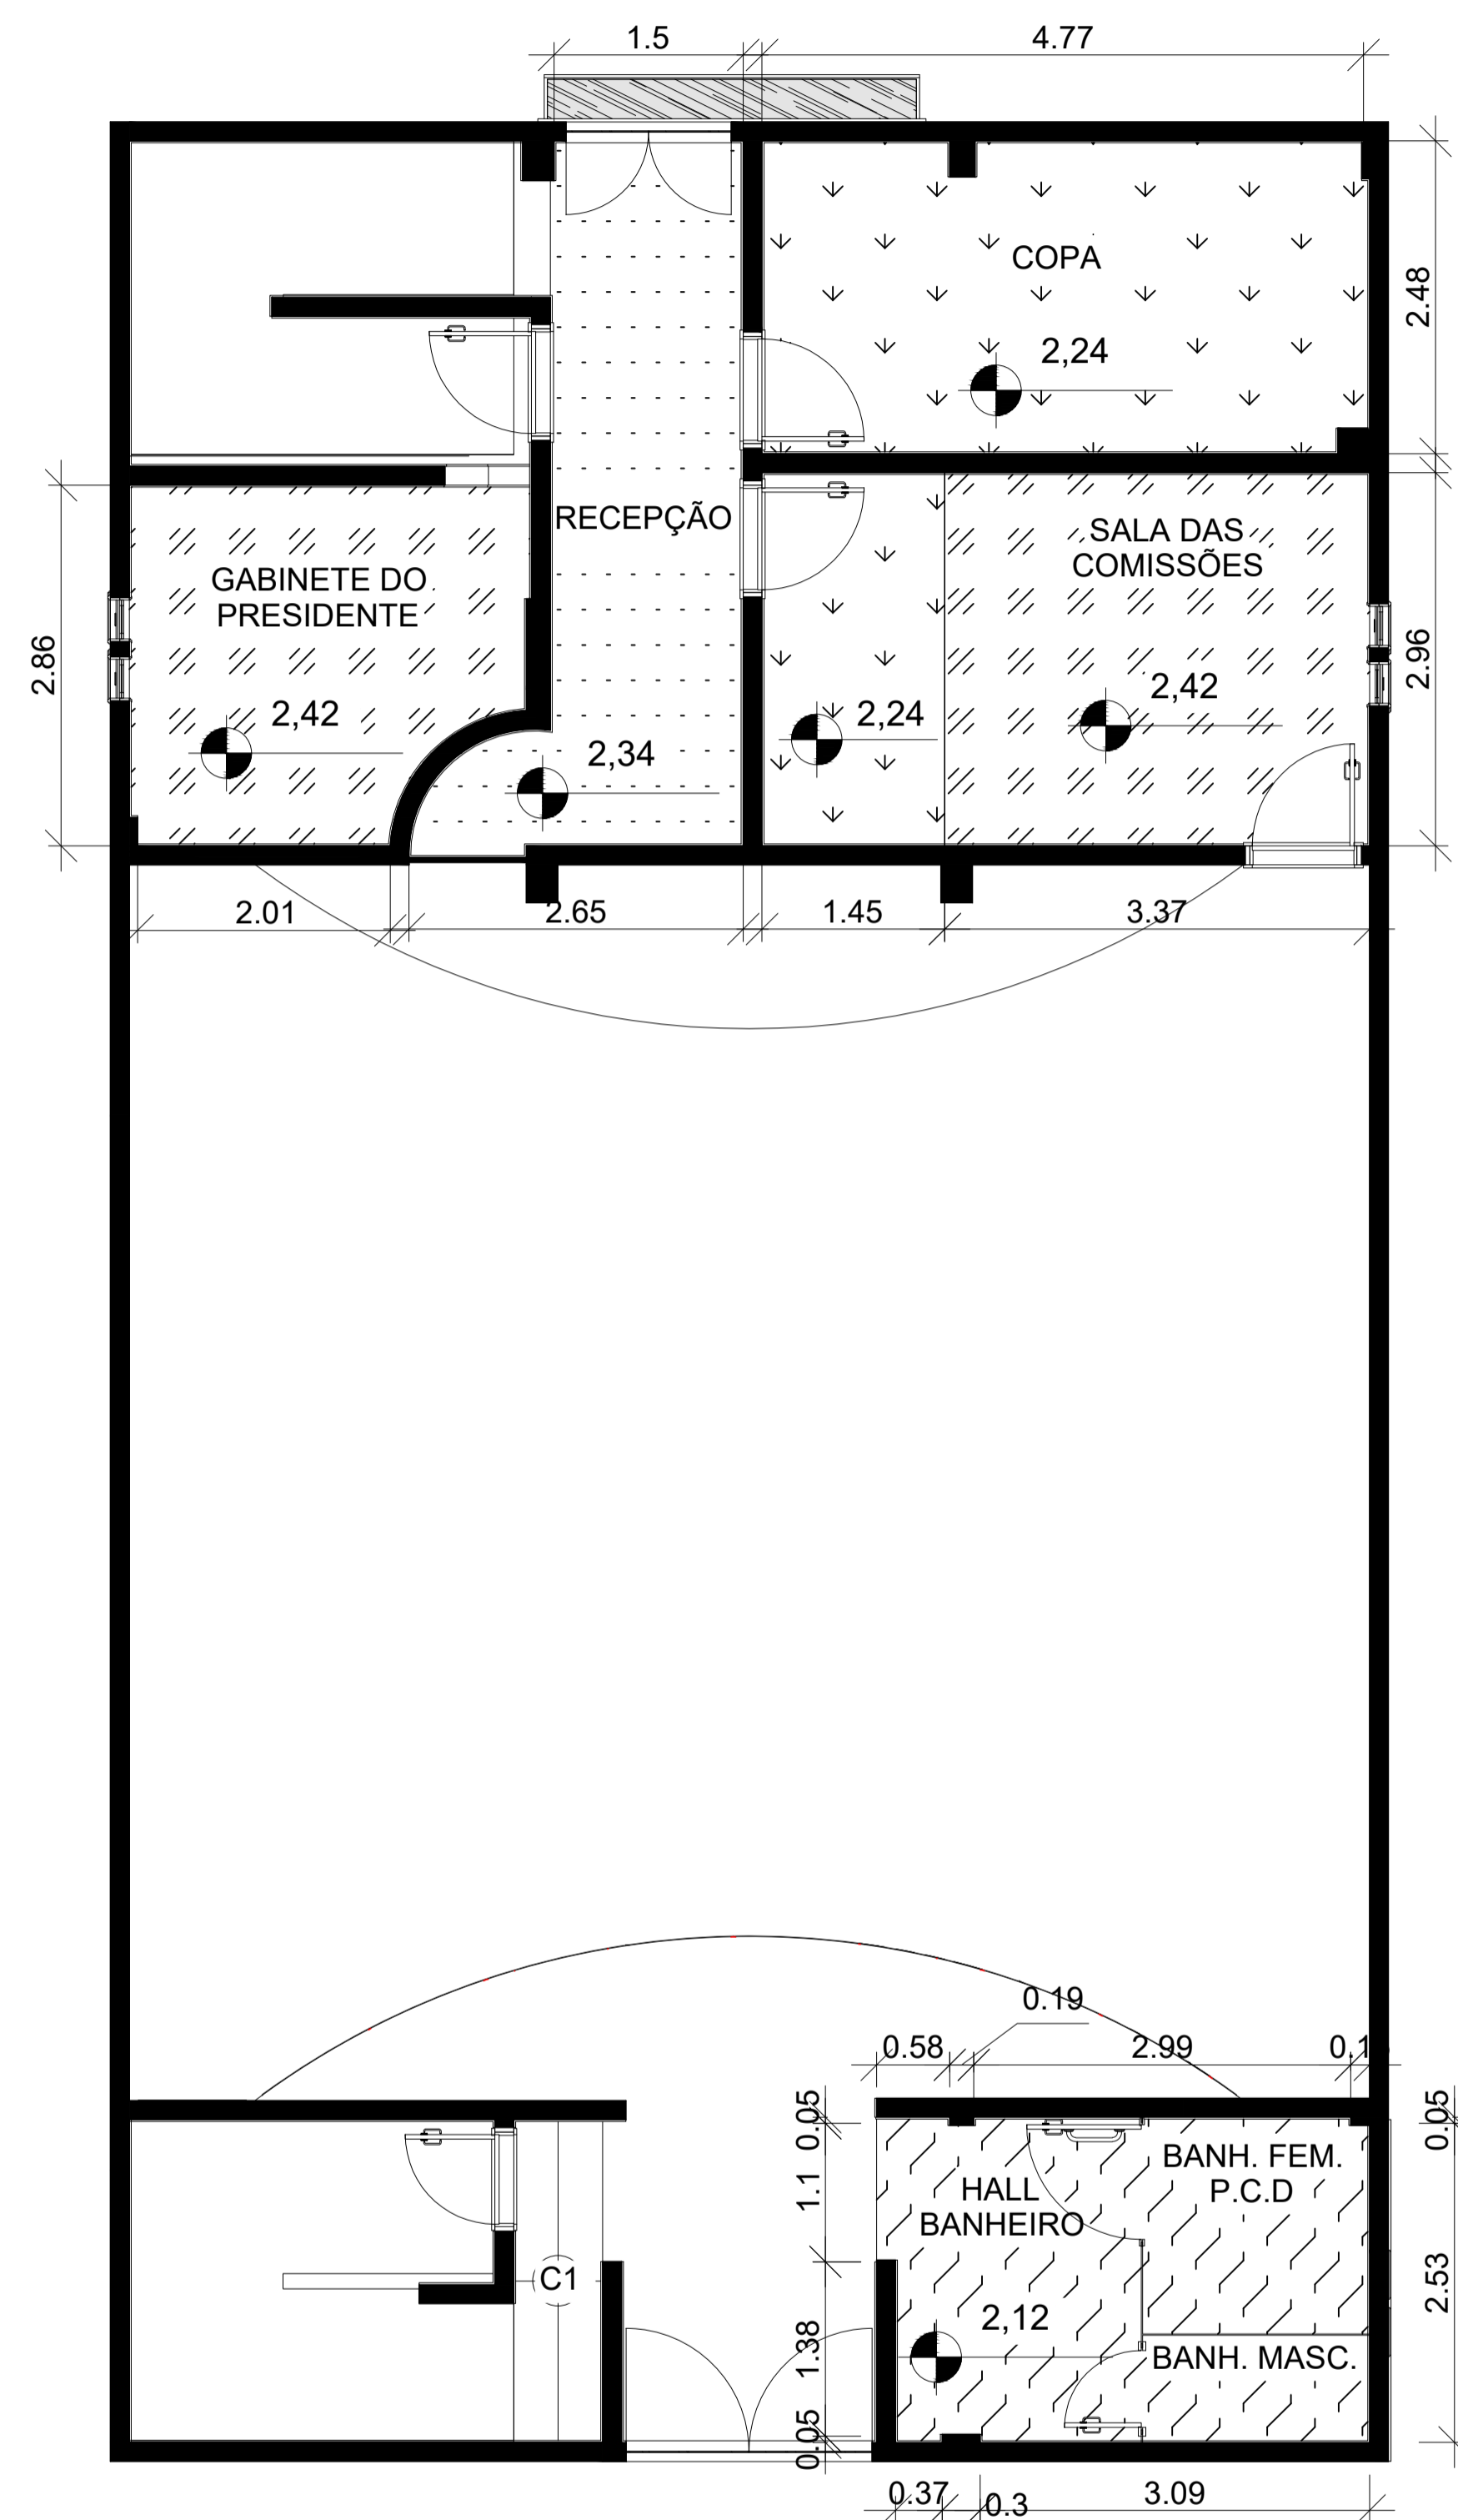 1.5
4.77
COPA
2.48
2,24
RECEPÇÃO
SALA DAS
COMISSÕES
GABINETE DO
PRESIDENTE
2.86
2.96
2,42
2,24
2,42
2,34
2.01
2.65
1.45
3.37
0.19
0.58
2.99
0.05
0.05
BANH. FEM.
P.C.D
1.1
HALL
BANHEIRO
C1
2.53
2,12
1.38
BANH. MASC.
0.05
0.37
0.3
3.09